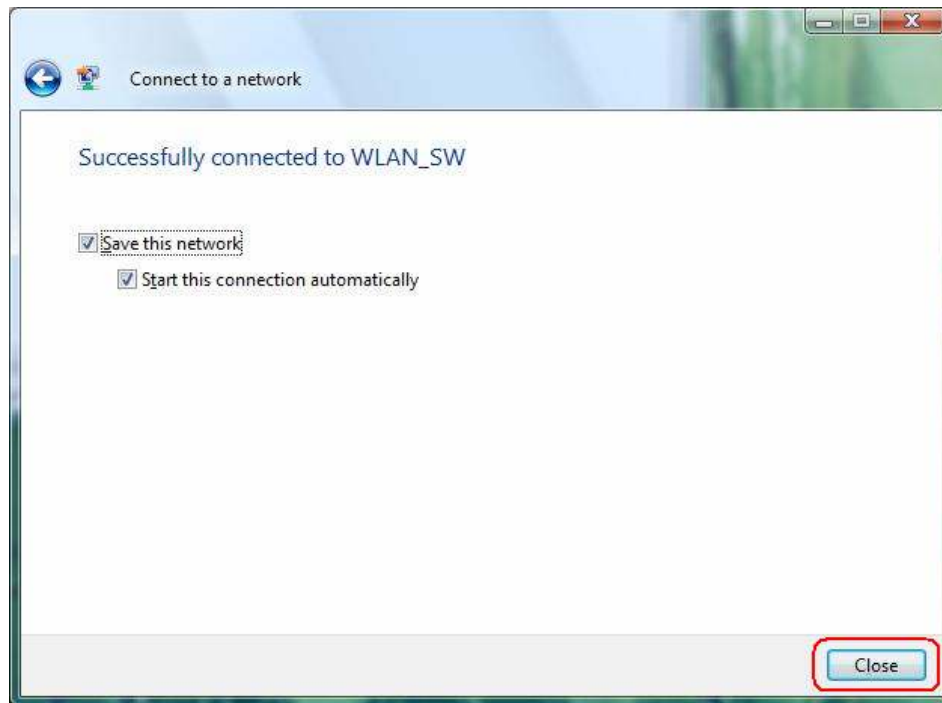 Connect to a network
Successfully connected to WLAN_SW
Save this network
Start this connection automatically
Close